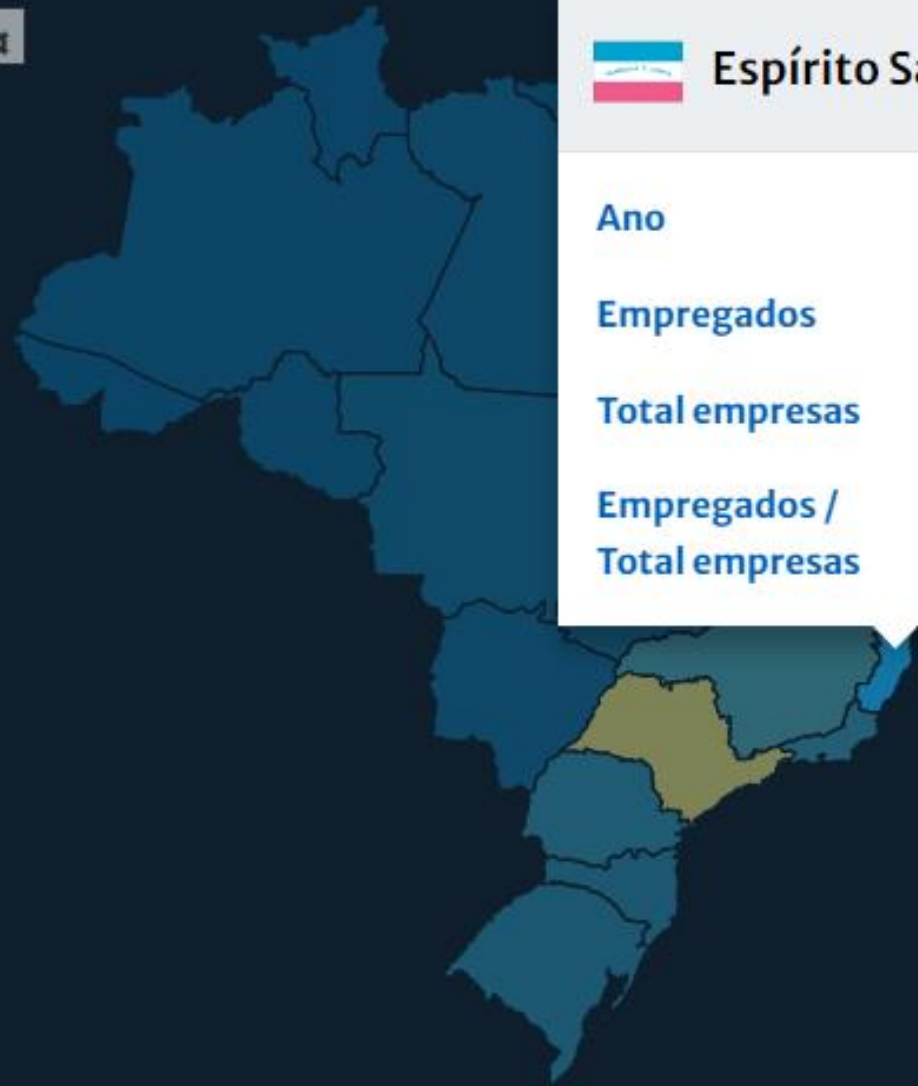 Espírito Sa
Ano
Empregados
Total empresas
Empregados /
Total empresas